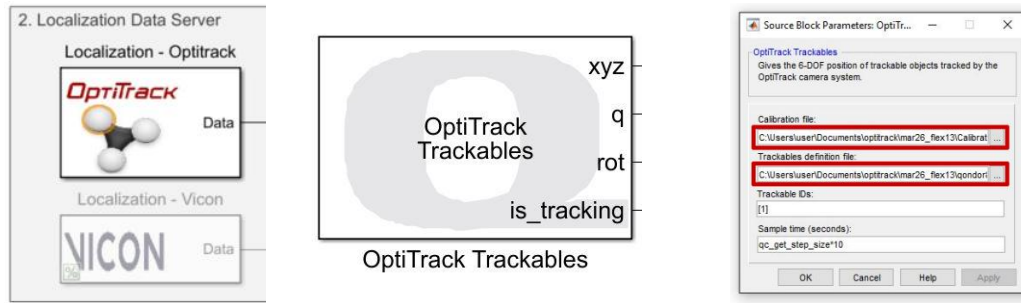 2. Localization Data Server
Localization - Optitrack
OPTITRACK
Data
Localization - Vicon
VICON
Data
%
OptiTrack
Trackables
xyz
q
rot
is_tracking
OptiTrack Trackables
Source Block Parameters: OptiTr...
OptiTrack Trackables
Gives the 6-DOF position of trackable objects tracked by the
OptiTrack camera system.
Calibration file:
C:\Users\user\Documents\optitrack\mar26_flex13\Calibrat ...
Trackables definition file:
C:\Users\user\Documents\optitrack\mar26_flex13\qondori ...
Trackable IDs:
[1]
Sample time (seconds):
qc_get_step_size*10
OK Cancel Help Apply